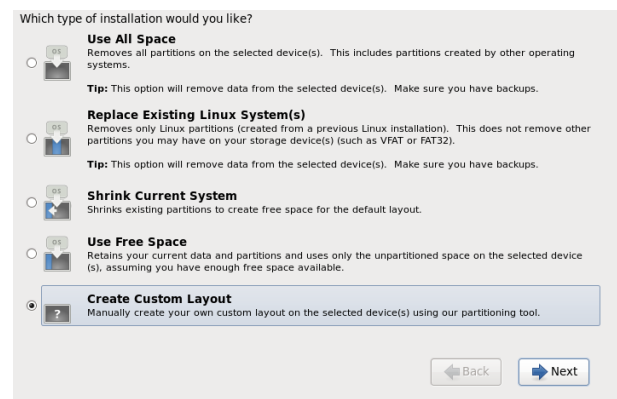 Which type of installation would you like?
OS
Use All Space
Removes all partitions on the selected device(s).  This includes partitions created by other operating
systems.
Tip: This option will remove data from the selected device(s).  Make sure you have backups.
OS
Replace Existing Linux System(s)
Removes only Linux partitions (created from a previous Linux installation).  This does not remove other
partitions you may have on your storage device(s) (such as VFAT or FAT32).
Tip: This option will remove data from the selected device(s).  Make sure you have backups.
OS
Shrink Current System
Shrinks existing partitions to create free space for the default layout.
OS
Use Free Space
Retains your current data and partitions and uses only the unpartitioned space on the selected device
(s), assuming you have enough free space available.
?
Create Custom Layout
Manually create your own custom layout on the selected device(s) using our partitioning tool.
Back
Next